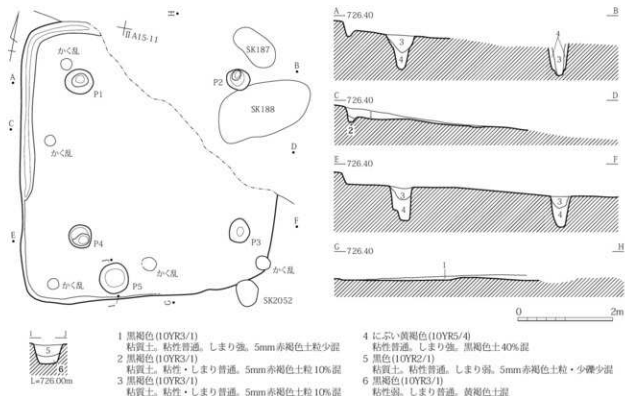 ⅡA15-11
H
かく乱
SK187
A
P1
P2
B
C
かく乱
SK188
D
E
P4
P3
F
かく乱
かく乱
かく乱
P5
G
SK2052
A
726.40
B
3
4
4
3
C
726.40
D
1
2
E
726.40
F
3
4
3
4
G
726.40
H
1
0
2m
5
6
L=726.00m
1 黒褐色(10YR3/1)
粘質土。粘性普通。しまり強。5mm赤褐色土粒少混
2 黒褐色(10YR3/1)
粘質土。粘性・しまり普通。5mm赤褐色土粒10%混
3 黒褐色(10YR3/1)
粘質土。粘性・しまり普通。5mm赤褐色土粒10%混
4 にぶい黄褐色(10YR5/4)
粘性普通。しまり強。黒褐色土40%混
5 黒色(10YR2/1)
粘質土。粘性普通。しまり弱。5mm赤褐色土粒・少礫少混
6 黒褐色(10YR3/1)
粘性弱。しまり普通。黄褐色土混